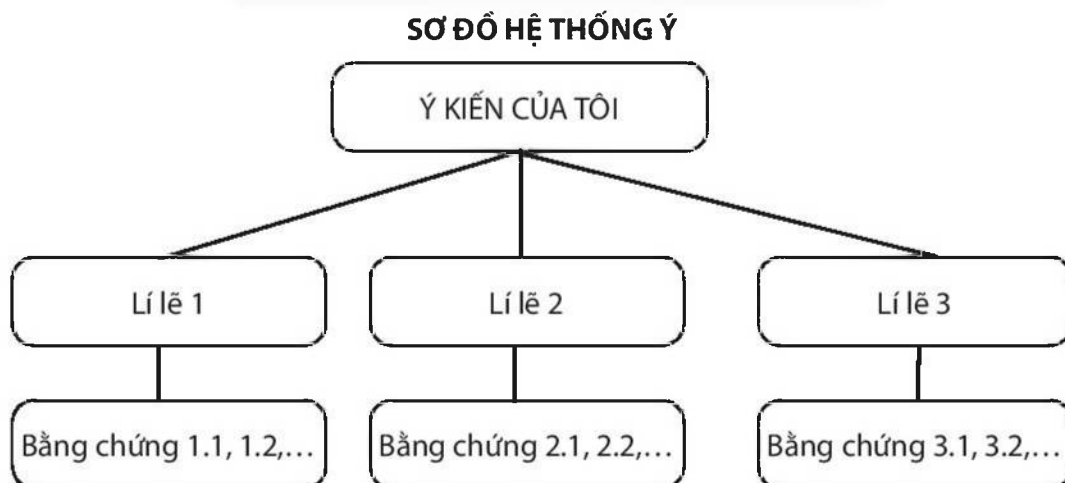 SƠ ĐỒ HỆ THỐNG Ý
Ý KIẾN CỦA TÔI
Lí lẽ 1
Lí lẽ 2
Lí lẽ 3
Bằng chứng 1.1, 1.2,...
Bằng chứng 2.1, 2.2,...
Bằng chứng 3.1, 3.2,...